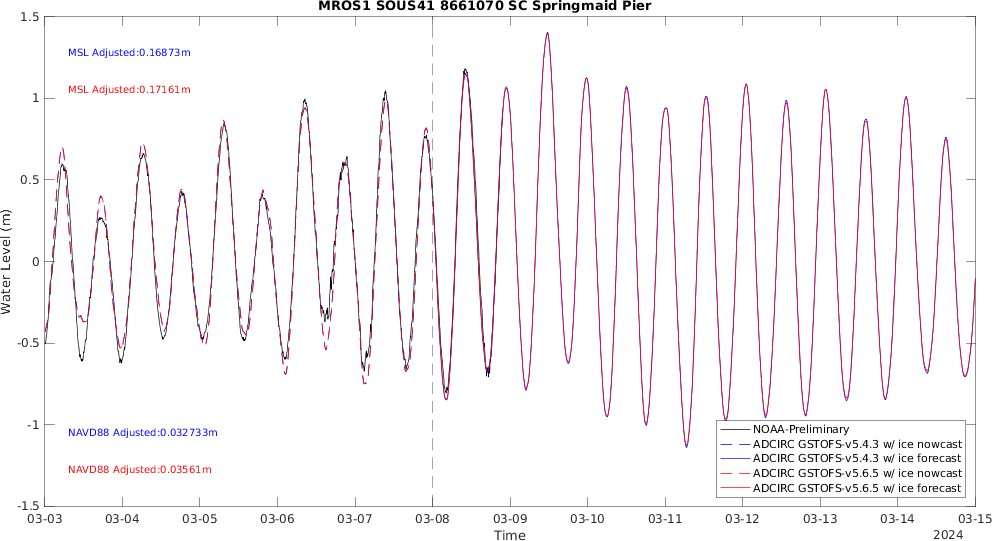 MROS1 SOUS41 8661070 SC Springmaid Pier
1.5
MSL Adjusted:0.16873m
MSL Adjusted:0.17161m
1
0.5
Water Level (m)
0
-0.5
-1
NAVD88 Adjusted:0.032733m
NAVD88 Adjusted:0.03561m
NOAA-Preliminary
ADCIRC GSTOFS-v5.4.3 w/ ice nowcast
ADCIRC GSTOFS-v5.4.3 w/ ice forecast
ADCIRC GSTOFS-v5.6.5 w/ ice nowcast
ADCIRC GSTOFS-v5.6.5 w/ ice forecast
-1.5
03-03 03-04 03-05 03-06 03-07 03-08 03-09 03-10 03-11 03-12 03-13 03-14 03-15
Time
2024